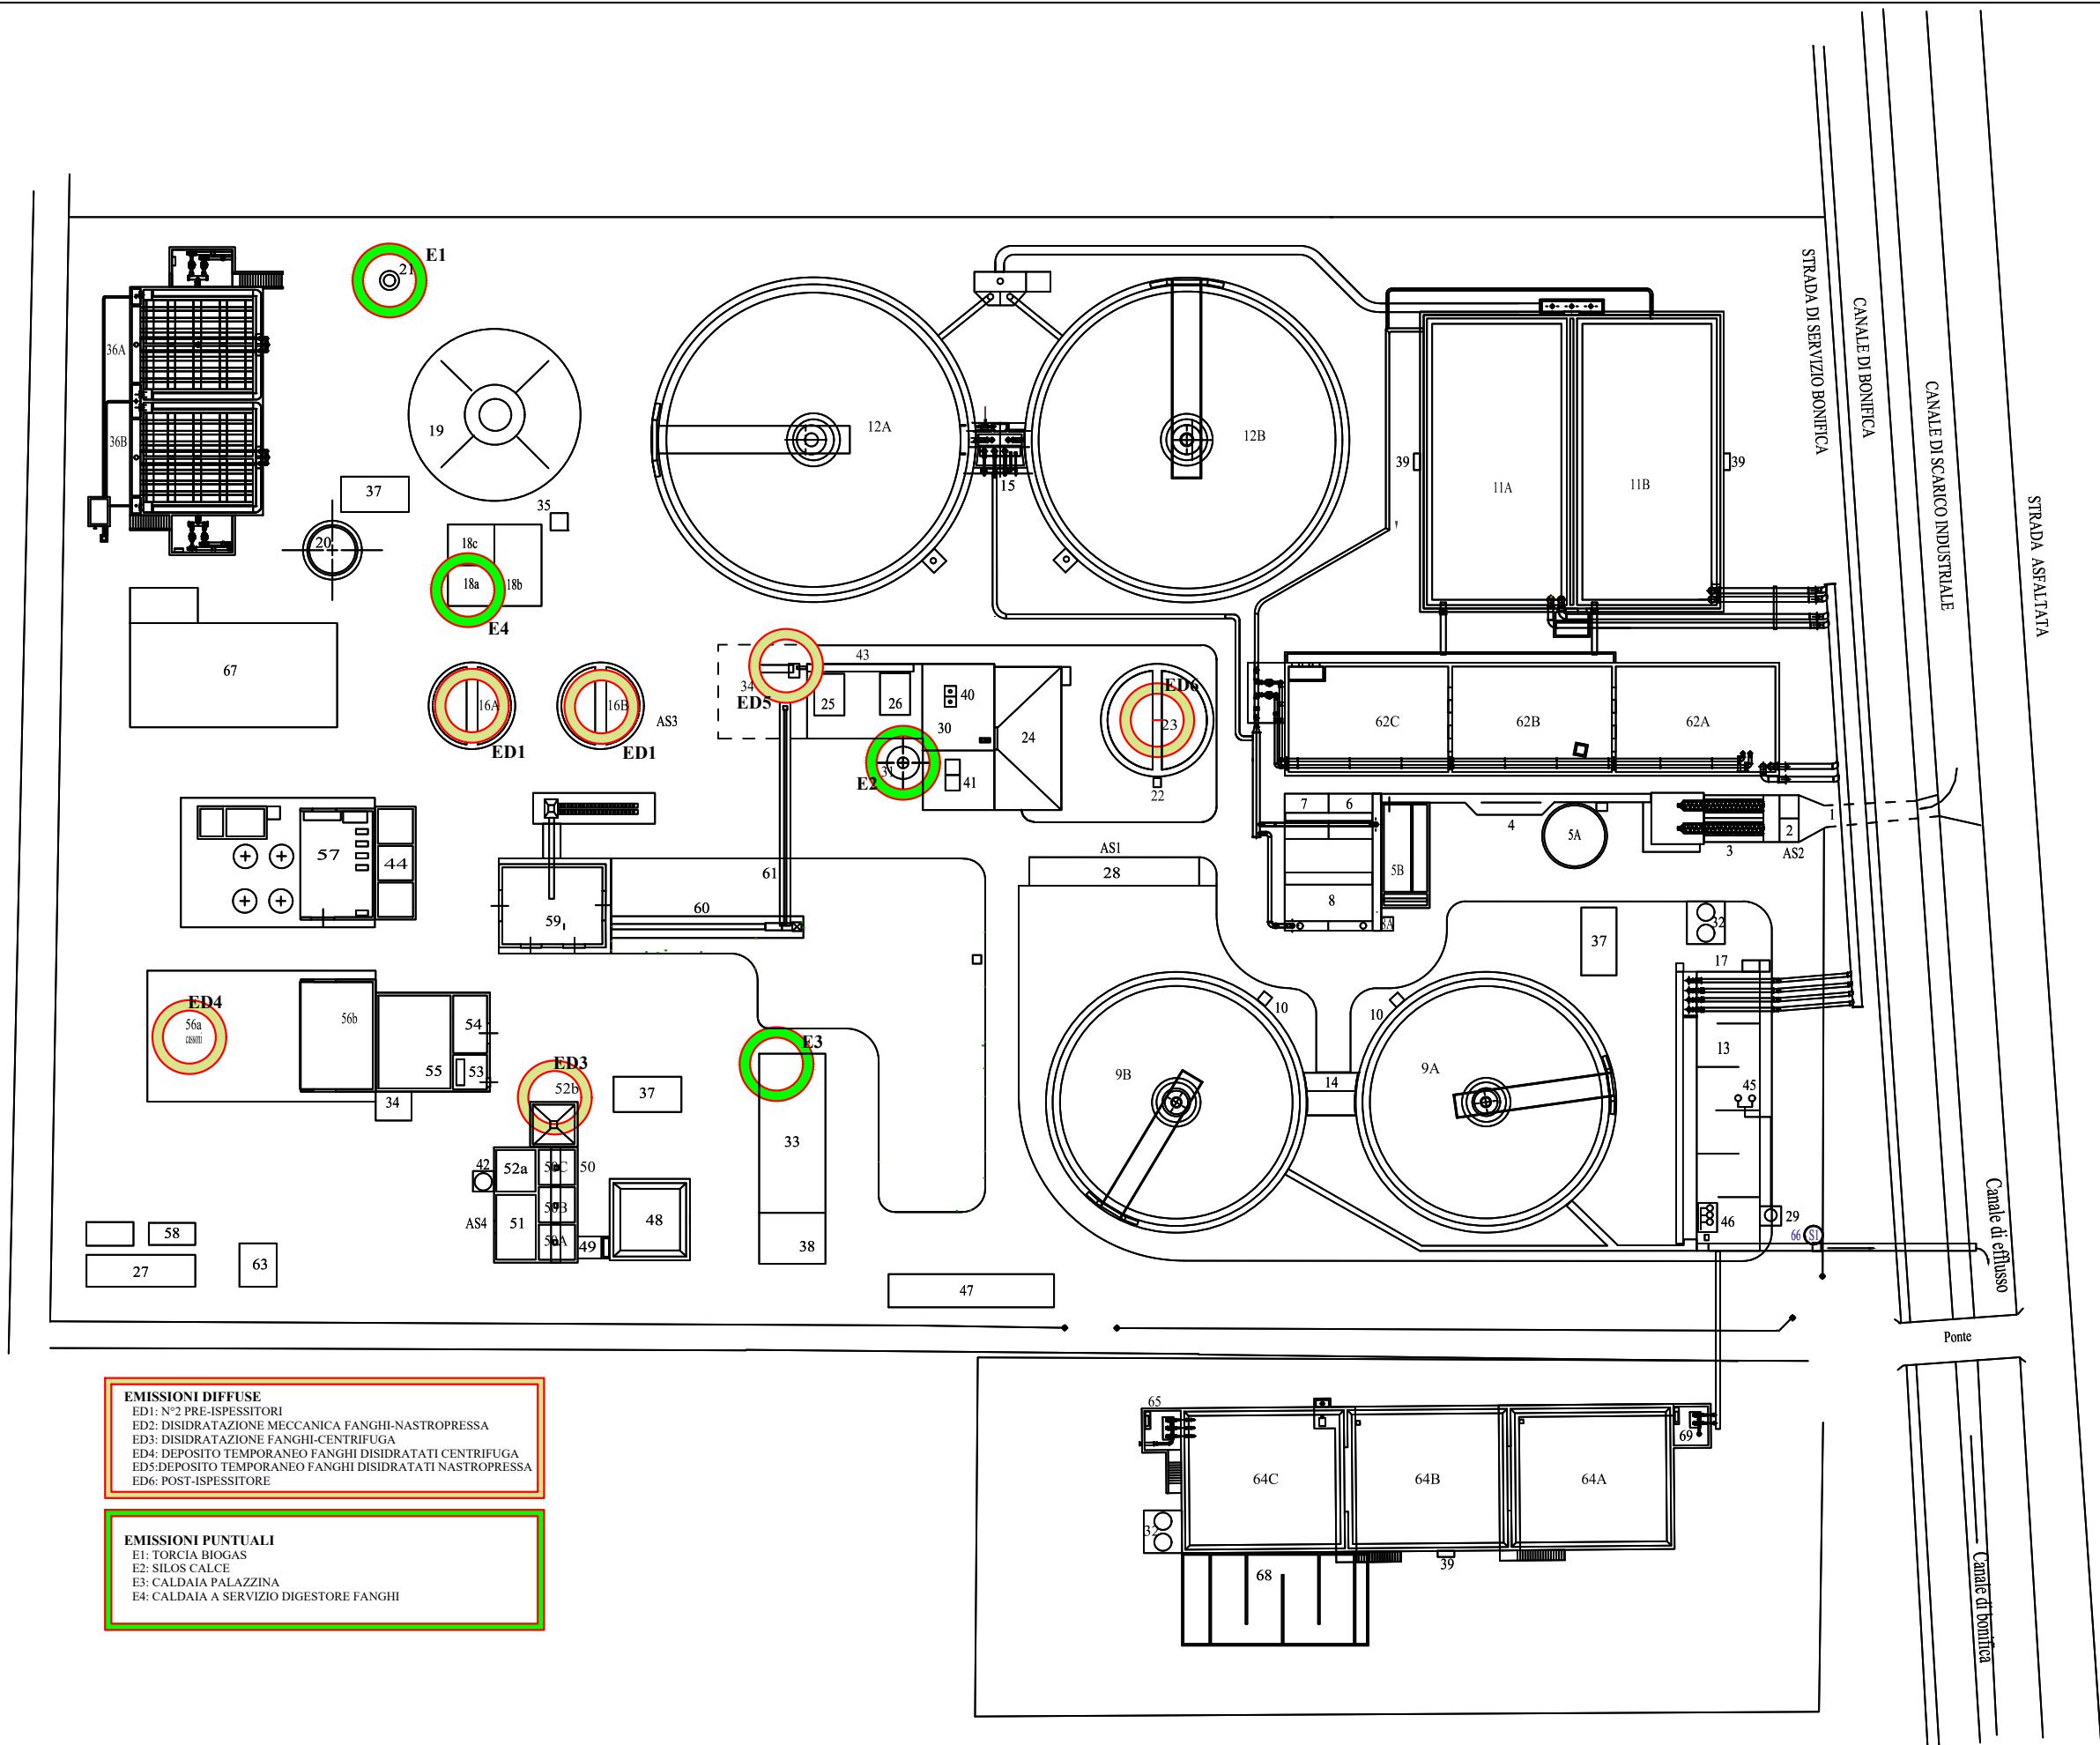 E1
21
36A
36B
19
37
35
20
18c
18a
18b
E4
67
16A
16B
AS3
ED1
ED1
12A
12B
15
39
11A
11B
39
STRADA DI SERVIZIO BONIFICA
CANALE DI BONIFICA
CANALE DI SCARICO INDUSTRIALE
STRADA ASFALTATA
43
34
ED5
25
26
40
30
24
31
E2
41
ED6
23
22
62C
62B
62A
7
6
4
5A
1
2
3
AS2
5B
8
57
44
61
60
59
AS1
28
37
32
17
10
10
13
45
9B
14
9A
46
29
66
S1
ED4
56a
cassoni
56b
54
55
53
34
ED3
52b
37
E3
33
38
42
52a
50C
50
50B
50A
AS4
51
49
48
58
27
63
47
Canale di efflusso
Ponte
Canale di bonifica
65
69
64C
64B
64A
32
39
68
EMISSIONI DIFFUSE
ED1: N°2 PRE-ISPESSITORI
ED2: DISIDRATAZIONE MECCANICA FANGHI-NASTROPRESSA
ED3: DISIDRATAZIONE FANGHI-CENTRIFUGA
ED4: DEPOSITO TEMPORANEO FANGHI DISIDRATATI CENTRIFUGA
ED5:DEPOSITO TEMPORANEO FANGHI DISIDRATATI NASTROPRESSA
ED6: POST-ISPESSITORE
EMISSIONI PUNTUALI
E1: TORCIA BIOGAS
E2: SILOS CALCE
E3: CALDAIA PALAZZINA
E4: CALDAIA A SERVIZIO DIGESTORE FANGHI